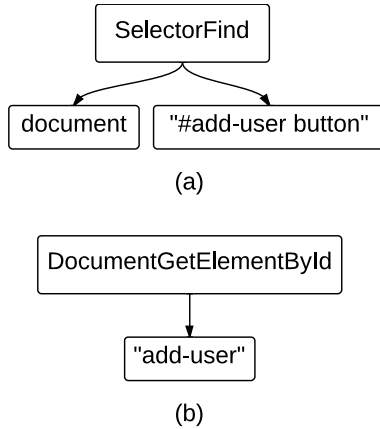 SelectorFind
document
"#add-user button"
(a)
DocumentGetElementById
"add-user"
(b)